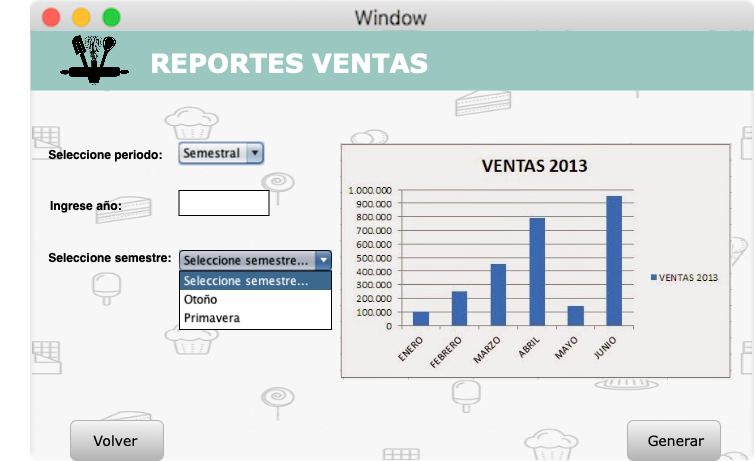 Window
REPORTES VENTAS
Seleccione periodo: Semestral
Ingrese año:
Seleccione semestre: Seleccione semestre...
Seleccione semestre...
Otoño
Primavera
VENTAS 2013
1.000.000
900.000
800.000
700.000
600.000
500.000
400.000
300.000
200.000
100.000
0
ENERO
FEBRERO
MARZO
ABRIL
MAYO
JUNIO
VENTAS 2013
Volver
Generar